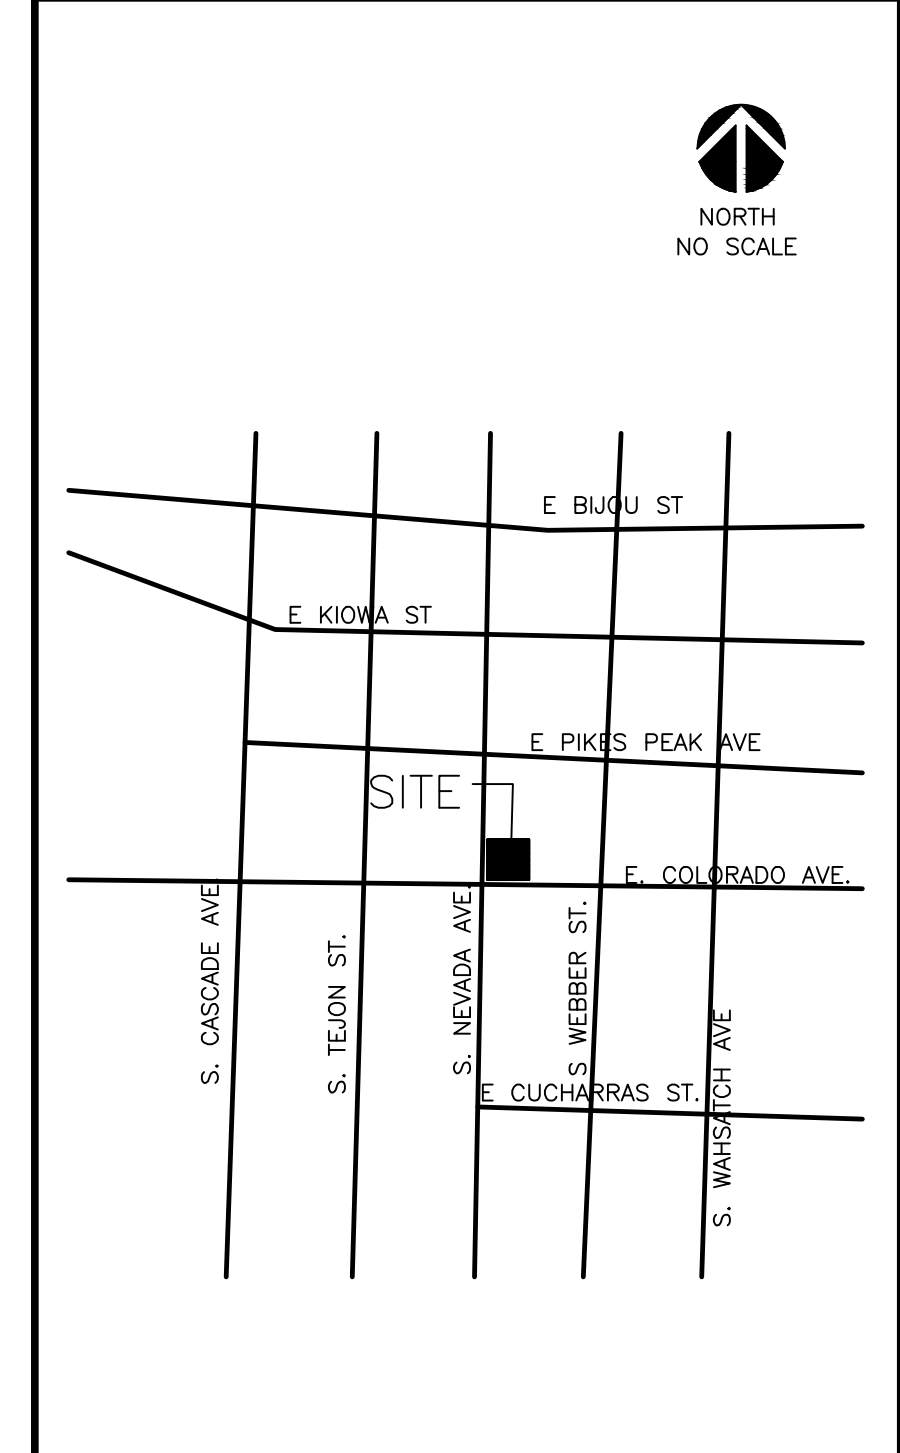 NORTH
NO SCALE
E BIJOU ST
E KIOWA ST
E PIKES PEAK AVE
SITE
E. COLORADO AVE.
S. CASCADE AVE.
S. TEJON ST.
S. NEVADA AVE.
S WEBBER ST.
S. WAHSATCH AVE
E CUCHARRAS ST.